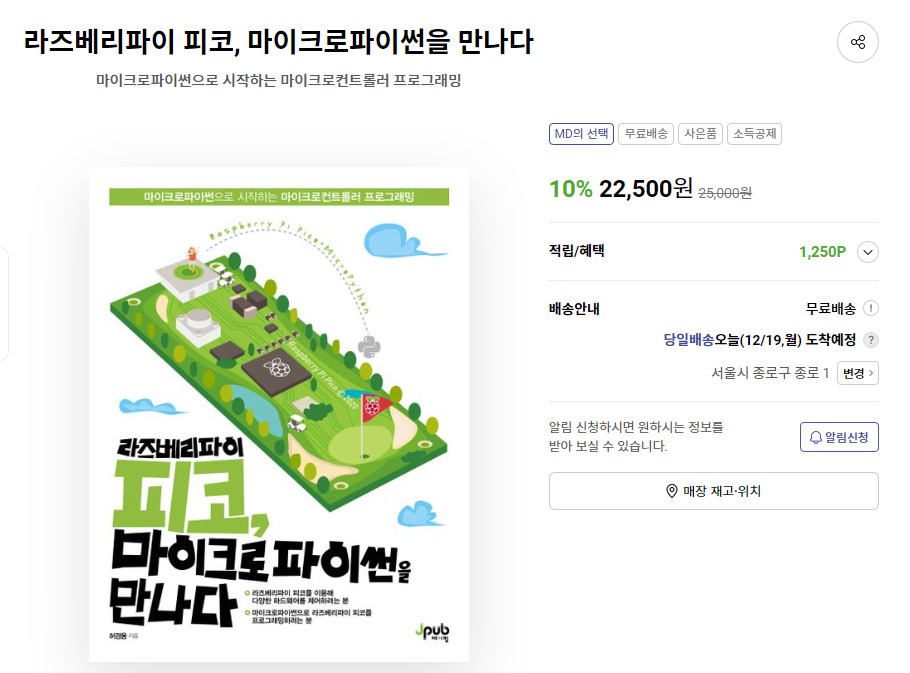 라즈베리파이 피코, 마이크로파이썬을 만나다
마이크로파이썬으로 시작하는 마이크로컨트롤러 프로그래밍
MD의 선택 무료배송 사은품 소득공제
10% 22,500원 25,000원
적립/혜택 1,250P
배송안내 무료배송 !
당일배송오늘(12/19,월) 도착예정 ?
서울시 종로구 종로 1 변경 >
알림 신청하시면 원하시는 정보를
받아 보실 수 있습니다.
알림신청
매장 재고·위치
마이크로파이썬으로 시작하는 마이크로컨트롤러 프로그래밍
Raspberry Pi Pico+MicroPython
Raspberry Pi Pico ©2020
라즈베리파이
피코,
마이크로파이썬을
만나다
라즈베리파이 피코를 이용해
다양한 하드웨어를 제어하려는 분
마이크로파이썬으로 라즈베리파이 피코를
프로그래밍하려는 분
허경용 지음
Jpub
제이펍